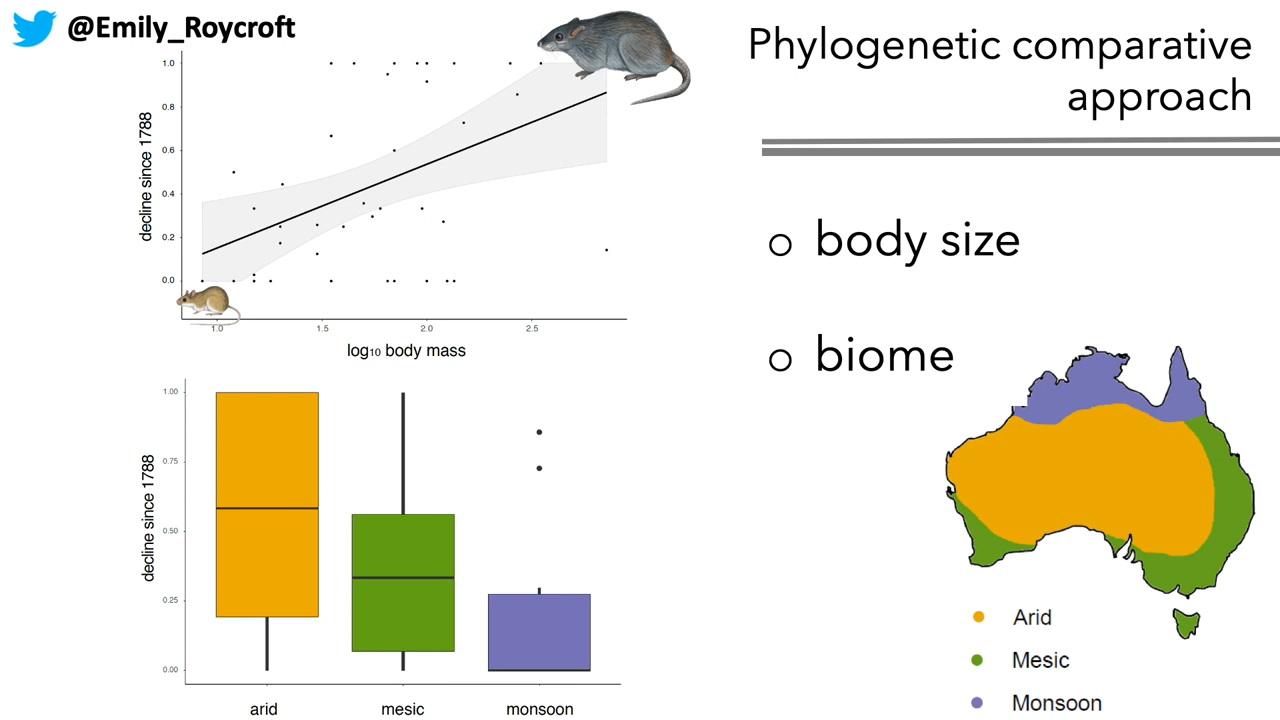 @Emily_Roycroft
Phylogenetic comparative
approach
decline since 1788
1.0
0.8
0.6
0.4
0.2
0.0
1.0
1.5
2.0
2.5
log10 body mass
body size
biome
decline since 1788
1.00
0.75
0.50
0.25
0.00
arid
mesic
monsoon
Arid
Mesic
Monsoon